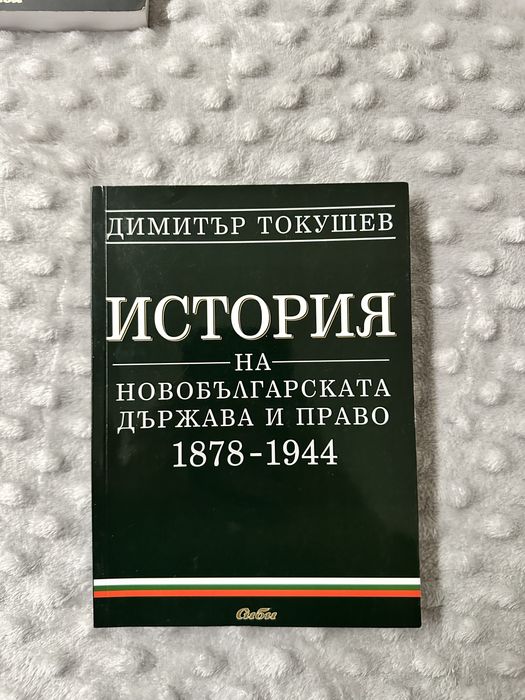 ДИМИТЪР ТОКУШЕВ
ИСТОРИЯ
НА
НОВОБЪЛГАРСКАТА
ДЪРЖАВА И ПРАВО
1878-1944
Сиби